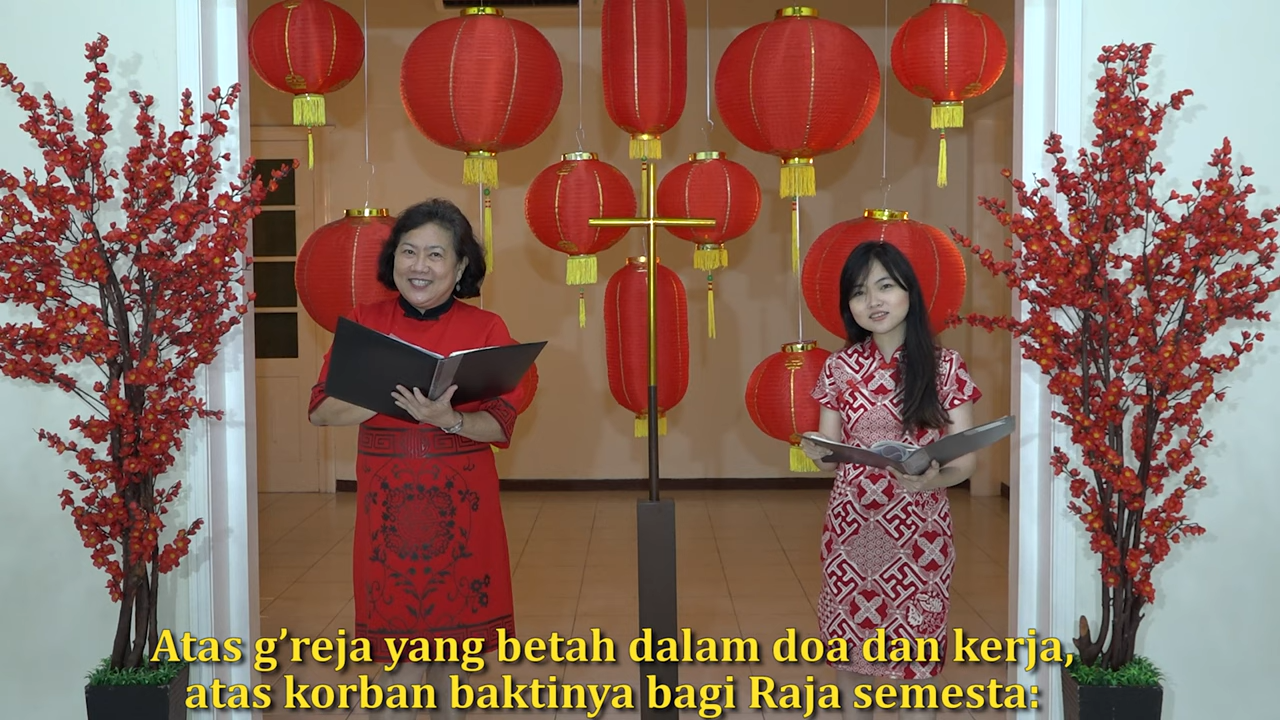 Atas g’reja yang betah dalam doa dan kerja,
atas korban baktinya bagi Raja semesta: